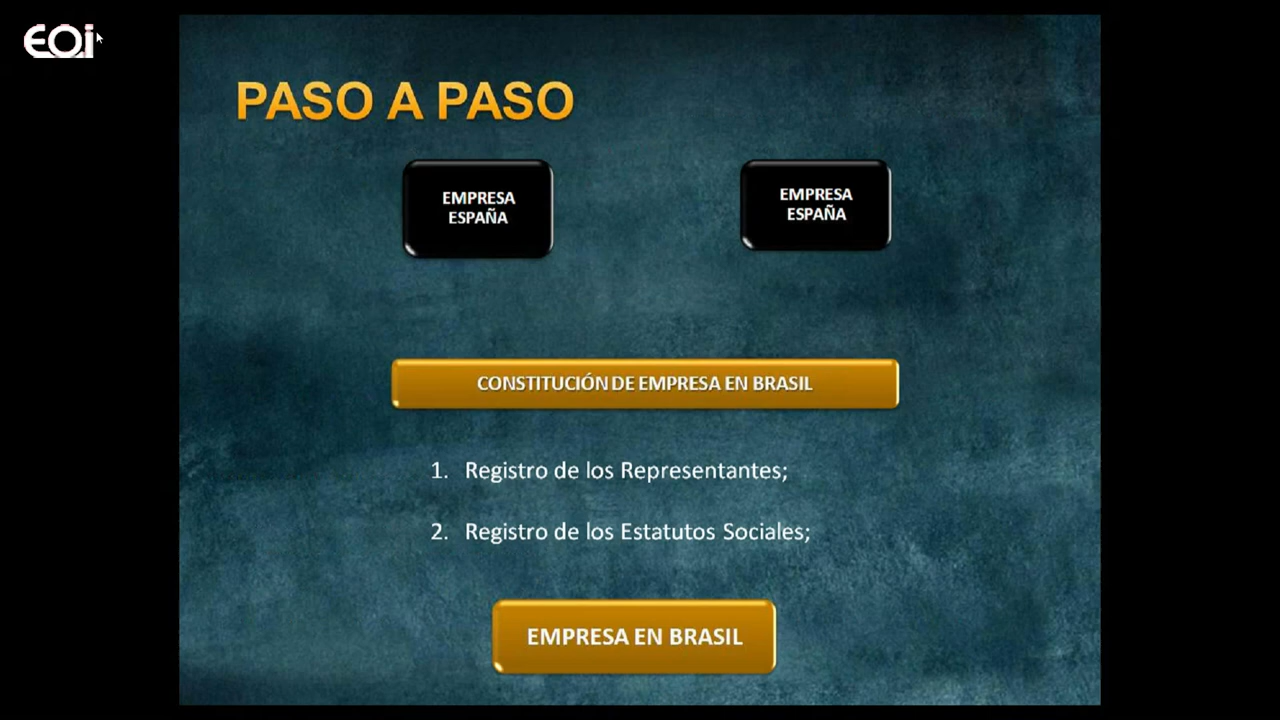 EOi
PASO A PASO
EMPRESA
ESPAÑA
EMPRESA
ESPAÑA
CONSTITUCIÓN DE EMPRESA EN BRASIL
1. Registro de los Representantes;
2. Registro de los Estatutos Sociales;
EMPRESA EN BRASIL